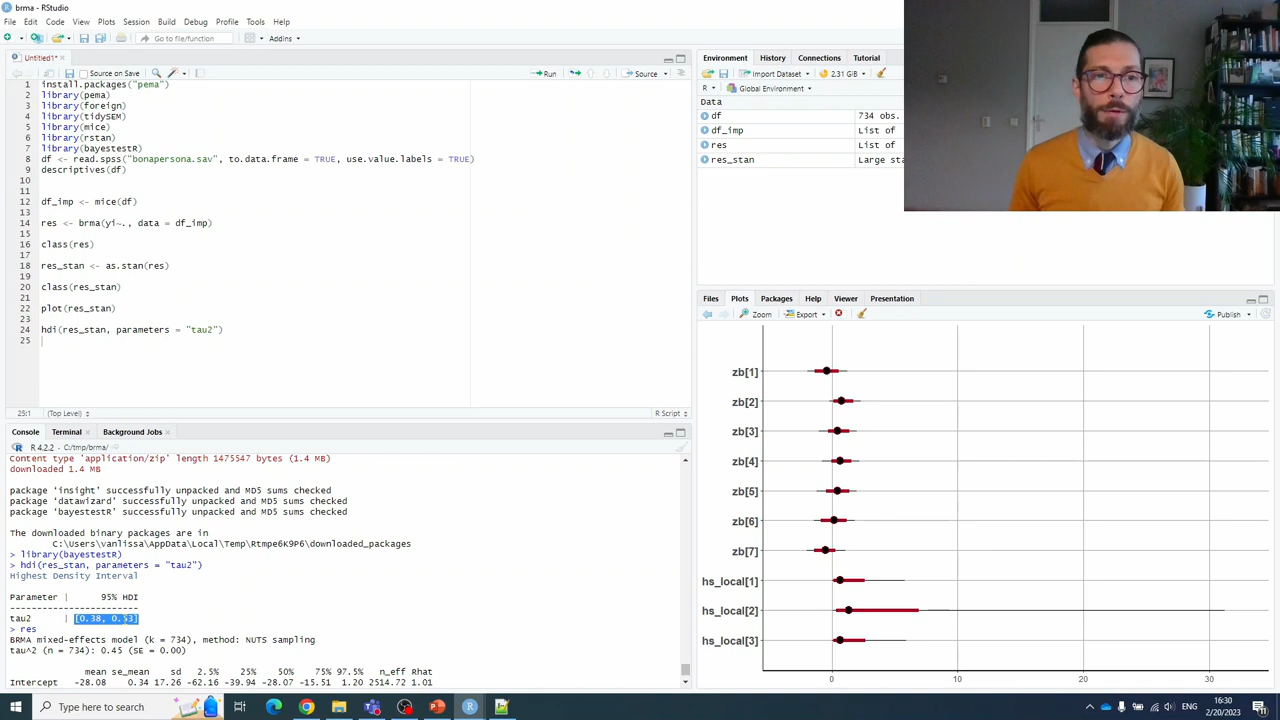 brma - RStudio
File Edit Code View Plots Session Build Debug Profile Tools Help
Go to file/function Addins
Untitled1*
Source on Save Run Source
1 install.packages("pema")
2 library(pema)
3 library(foreign)
4 library(tidySEM)
5 library(mice)
6 library(rstan)
7 library(bayestestR)
8 df <- read.spss("bonapersona.sav", to.data.frame = TRUE, use.value.labels = TRUE)
9 descriptives(df)
10
11
12 df_imp <- mice(df)
13
14 res <- brma(yi~., data = df_imp)
15
16 class(res)
17
18 res_stan <- as.stan(res)
19
20 class(res_stan)
21
22 plot(res_stan)
23
24 hdi(res_stan, parameters = "tau2")
25
25:1 (Top Level) R Script
Console Terminal Background Jobs
R 4.2.2 · C:/tmp/brma/
Content type 'application/zip' length 1475547 bytes (1.4 MB)
downloaded 1.4 MB
package 'insight' successfully unpacked and MD5 sums checked
package 'datawizard' successfully unpacked and MD5 sums checked
package 'bayestestR' successfully unpacked and MD5 sums checked
The downloaded binary packages are in
C:\Users\vanlissa\AppData\Local\Temp\Rtmpe6K9P6\downloaded_packages
> library(bayestestR)
> hdi(res_stan, parameters = "tau2")
Highest Density Interval
Parameter | 95% HDI
------------------------
tau2 | [0.38,
> res
BRMA mixed-effects model (k = 734), method: NUTS sampling
tau^2 (n = 734): 0.45 (SE = 0.00)
mean se_mean sd 2.5% 25% 50% 75% 97.5% n_eff Rhat
Intercept -28.08 0.34 17.26 -62.16 -39.94 -28.07 -15.51 1.20 2514.72 1.01
Environment History Connections Tutorial
Import Dataset 2.31 GiB
R Global Environment
Data
df 734 obs.
df_imp List of
res List of
res_stan Large sta
Files Plots Packages Help Viewer Presentation
Zoom Export Publish
zb[1]
zb[2]
zb[3]
zb[4]
zb[5]
zb[6]
zb[7]
hs_local[1]
hs_local[2]
hs_local[3]
0 10 20 30
Type here to search
ENG
16:30
2/20/2023